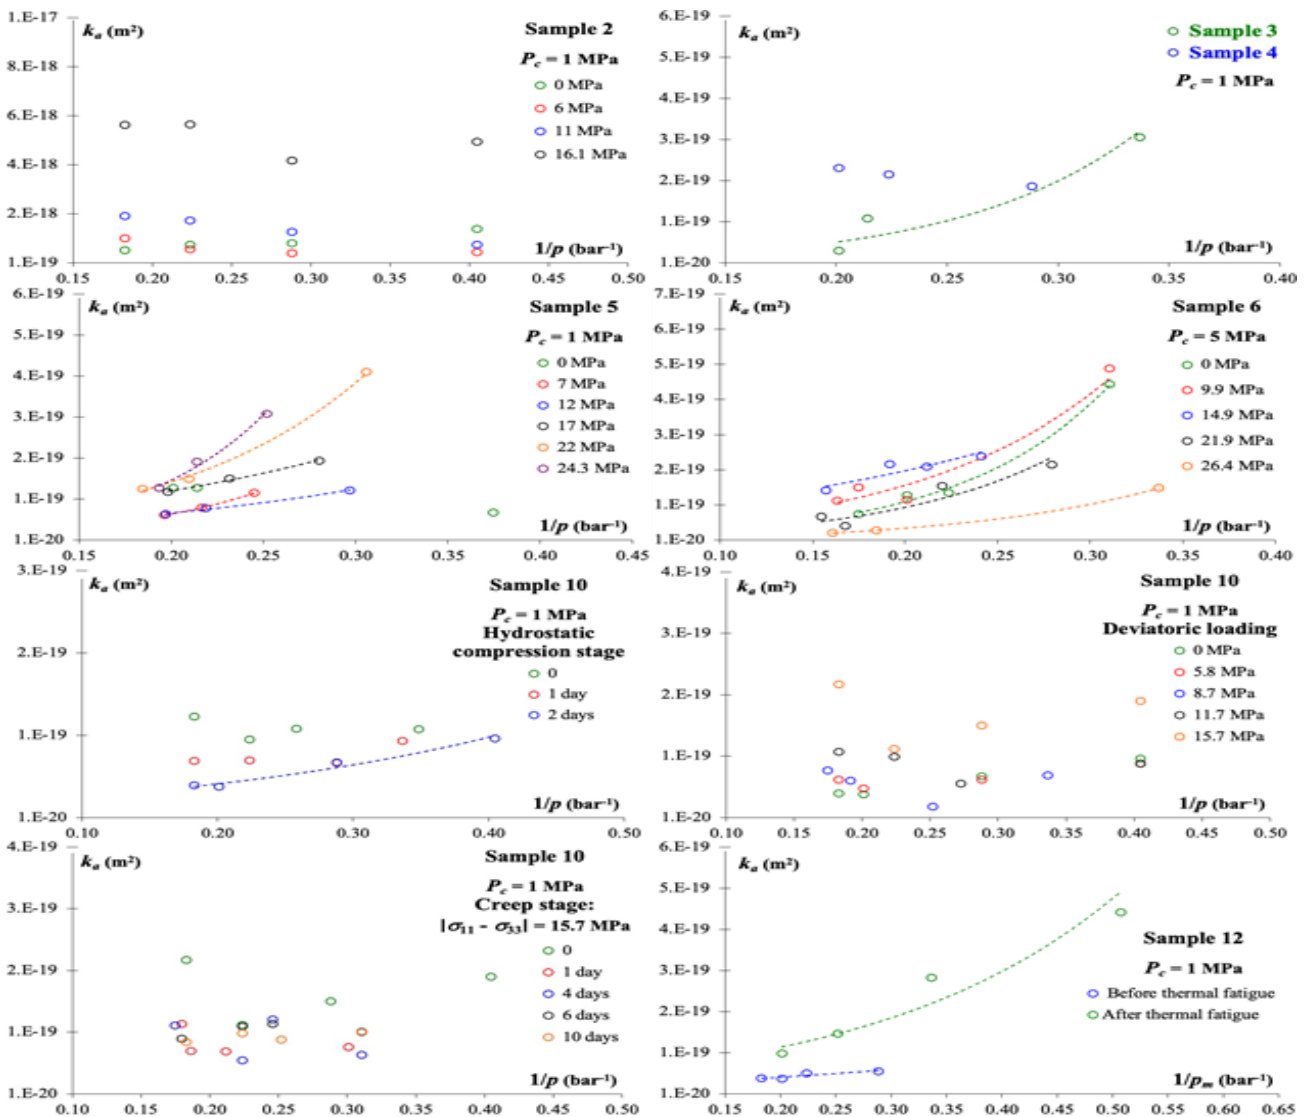 1.E-17
8.E-18
6.E-18
4.E-18
2.E-18
1.E-19
kₐ (m²)
Sample 2
P꜀ = 1 MPa
0 MPa
6 MPa
11 MPa
16.1 MPa
1/p (bar⁻¹)
0.15 0.20 0.25 0.30 0.35 0.40 0.45 0.50
6.E-19
5.E-19
4.E-19
3.E-19
2.E-19
1.E-19
1.E-20
kₐ (m²)
Sample 3
Sample 4
P꜀ = 1 MPa
1/p (bar⁻¹)
0.15 0.20 0.25 0.30 0.35 0.40
6.E-19
5.E-19
4.E-19
3.E-19
2.E-19
1.E-19
1.E-20
kₐ (m²)
Sample 5
P꜀ = 1 MPa
0 MPa
7 MPa
12 MPa
17 MPa
22 MPa
24.3 MPa
1/p (bar⁻¹)
0.15 0.20 0.25 0.30 0.35 0.40 0.45
7.E-19
6.E-19
5.E-19
4.E-19
3.E-19
2.E-19
1.E-19
1.E-20
kₐ (m²)
Sample 6
P꜀ = 5 MPa
0 MPa
9.9 MPa
14.9 MPa
21.9 MPa
26.4 MPa
1/p (bar⁻¹)
0.10 0.15 0.20 0.25 0.30 0.35 0.40
3.E-19
2.E-19
1.E-19
1.E-20
kₐ (m²)
Sample 10
P꜀ = 1 MPa
Hydrostatic
compression stage
0
1 day
2 days
1/p (bar⁻¹)
0.10 0.20 0.30 0.40 0.50
4.E-19
3.E-19
2.E-19
1.E-19
1.E-20
kₐ (m²)
Sample 10
P꜀ = 1 MPa
Deviatoric loading
0 MPa
5.8 MPa
8.7 MPa
11.7 MPa
15.7 MPa
1/p (bar⁻¹)
0.10 0.15 0.20 0.25 0.30 0.35 0.40 0.45 0.50
4.E-19
3.E-19
2.E-19
1.E-19
1.E-20
kₐ (m²)
Sample 10
P꜀ = 1 MPa
Creep stage:
|σ₁₁ - σ₃₃| = 15.7 MPa
0
1 day
4 days
6 days
10 days
1/p (bar⁻¹)
0.10 0.15 0.20 0.25 0.30 0.35 0.40 0.45 0.50
6.E-19
5.E-19
4.E-19
3.E-19
2.E-19
1.E-19
1.E-20
kₐ (m²)
Sample 12
P꜀ = 1 MPa
Before thermal fatigue
After thermal fatigue
1/pₘ (bar⁻¹)
0.15 0.20 0.25 0.30 0.35 0.40 0.45 0.50 0.55 0.60 0.65